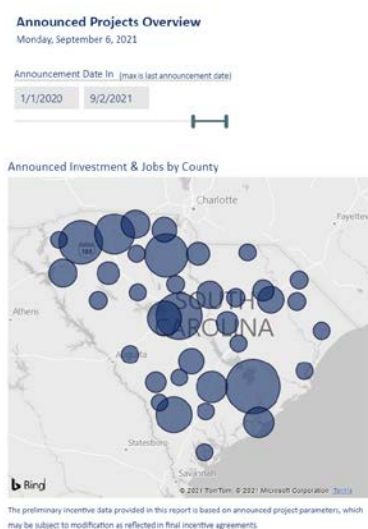 Announced Projects Overview
Monday, September 6, 2021
Announcement Date In (max is last announcement date)
1/1/2020 9/2/2021
Announced Investment & Jobs by County
Charlotte
Fayettev
Athens
SOUTH
CAROLINA
Augusta
Statesboro
Savannah
Bing
© 2021 TomTom, © 2021 Microsoft Corporation Terms
The preliminary incentive data provided in this report is based on announced project parameters, which
may be subject to modification as reflected in final incentive agreements.